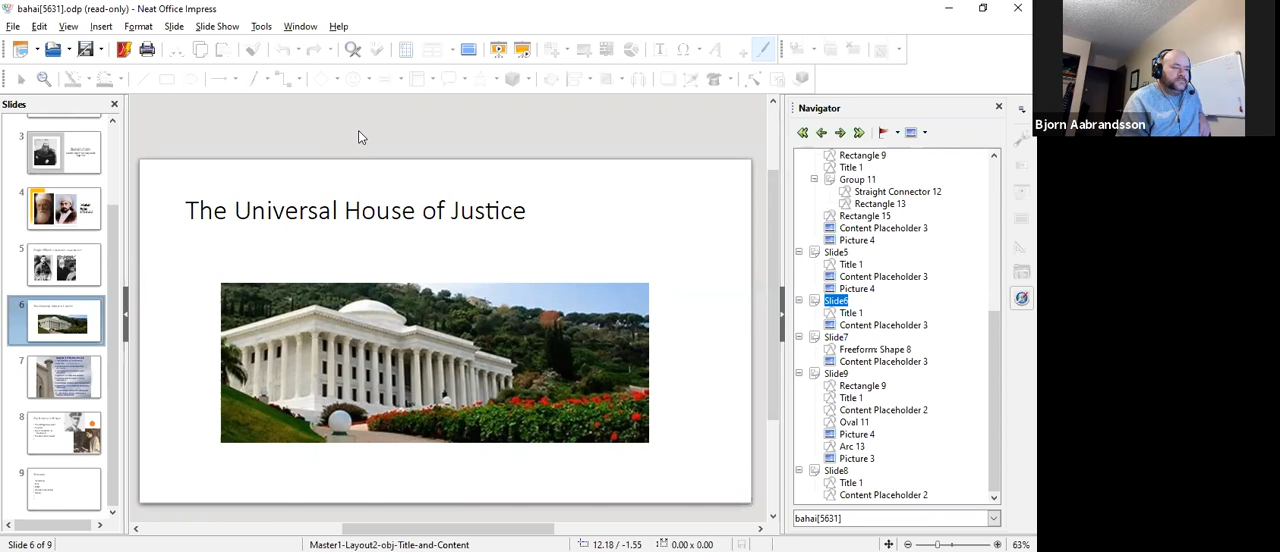 bahai[5631].odp (read-only) - Neat Office Impress
File Edit View Insert Format Slide Slide Show Tools Window Help
Slides
3
4
5
6
7
8
9
The Universal House of Justice
Navigator
Rectangle 9
Title 1
Group 11
Straight Connector 12
Rectangle 13
Rectangle 15
Content Placeholder 3
Picture 4
Slide5
Title 1
Content Placeholder 3
Picture 4
Slide6
Title 1
Content Placeholder 3
Slide7
Freeform: Shape 8
Content Placeholder 3
Slide9
Rectangle 9
Title 1
Content Placeholder 2
Oval 11
Picture 4
Arc 13
Picture 3
Slide8
Title 1
Content Placeholder 2
bahai[5631]
Slide 6 of 9
Master1-Layout2-obj-Title-and-Content
12.18 / -1.55
0.00 x 0.00
63%
Bjorn Aabrandsson